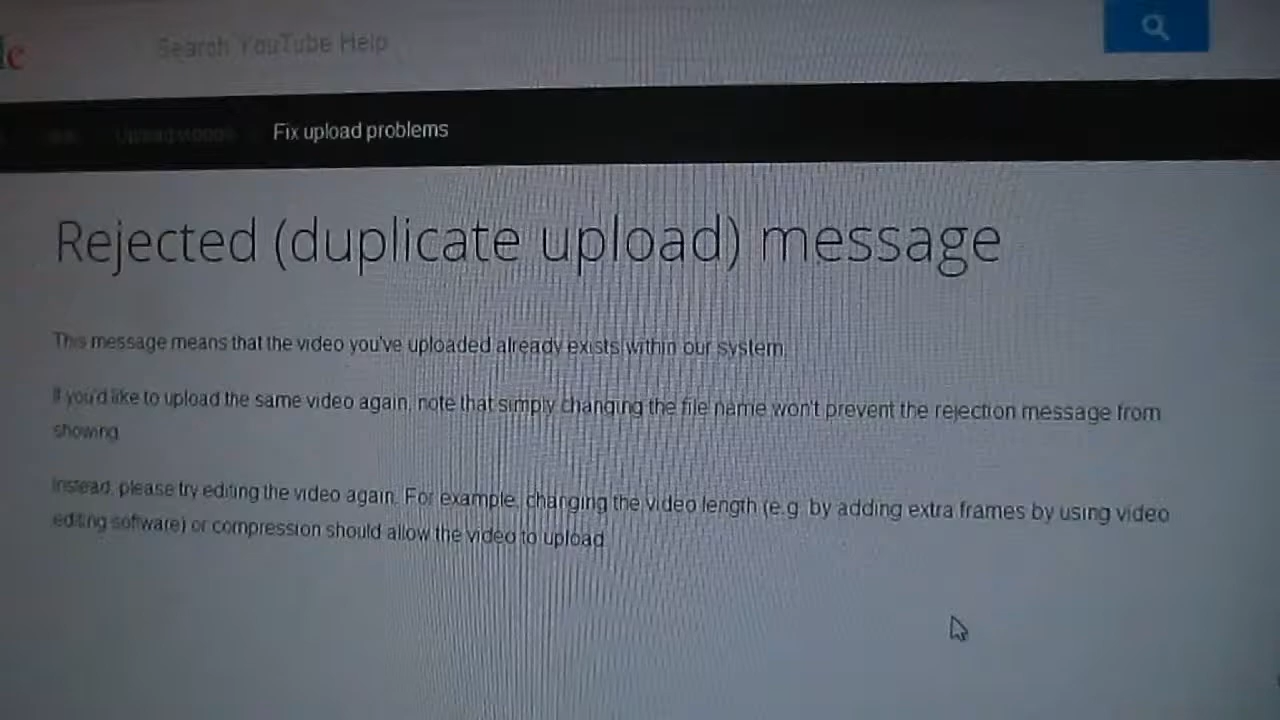 le
Search YouTube Help
Fix upload problems
Rejected (duplicate upload) message
This message means that the video you've uploaded already exists within our system.
If you'd like to upload the same video again, note that simply changing the file name won't prevent the rejection message from
showing
Instead, please try editing the video again. For example, changing the video length (e.g. by adding extra frames by using video
editing software) or compression should allow the video to upload